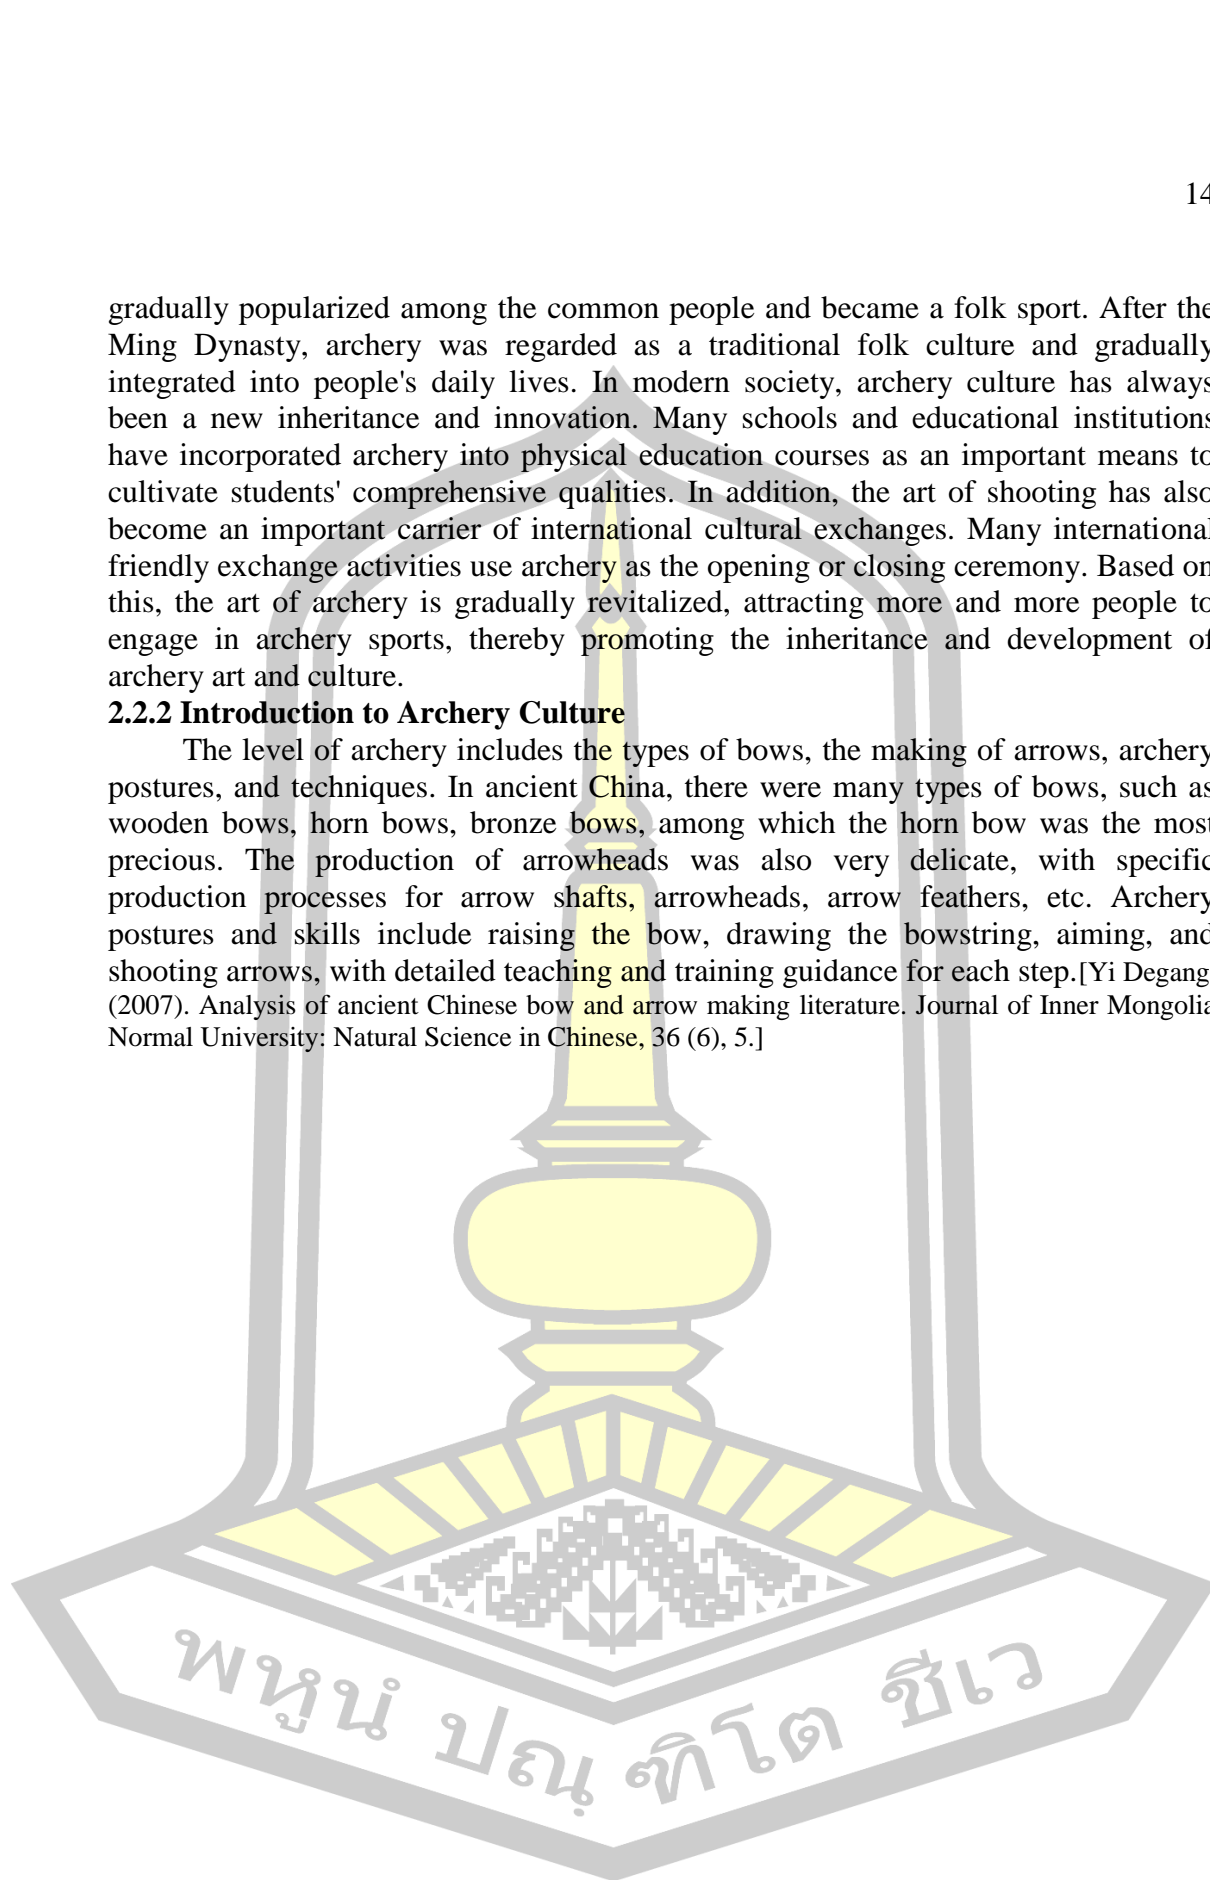 14
gradually popularized among the common people and became a folk sport. After the
Ming Dynasty, archery was regarded as a traditional folk culture and gradually
integrated into people's daily lives. In modern society, archery culture has always
been a new inheritance and innovation. Many schools and educational institutions
have incorporated archery into physical education courses as an important means to
cultivate students' comprehensive qualities. In addition, the art of shooting has also
become an important carrier of international cultural exchanges. Many international
friendly exchange activities use archery as the opening or closing ceremony. Based on
this, the art of archery is gradually revitalized, attracting more and more people to
engage in archery sports, thereby promoting the inheritance and development of
archery art and culture.
2.2.2 Introduction to Archery Culture
The level of archery includes the types of bows, the making of arrows, archery
postures, and techniques. In ancient China, there were many types of bows, such as
wooden bows, horn bows, bronze bows, among which the horn bow was the most
precious. The production of arrowheads was also very delicate, with specific
production processes for arrow shafts, arrowheads, arrow feathers, etc. Archery
postures and skills include raising the bow, drawing the bowstring, aiming, and
shooting arrows, with detailed teaching and training guidance for each step.[Yi Degang
(2007). Analysis of ancient Chinese bow and arrow making literature. Journal of Inner Mongolia
Normal University: Natural Science in Chinese, 36 (6), 5.]
พหูนํ ปณฺฑิโต ชีเว